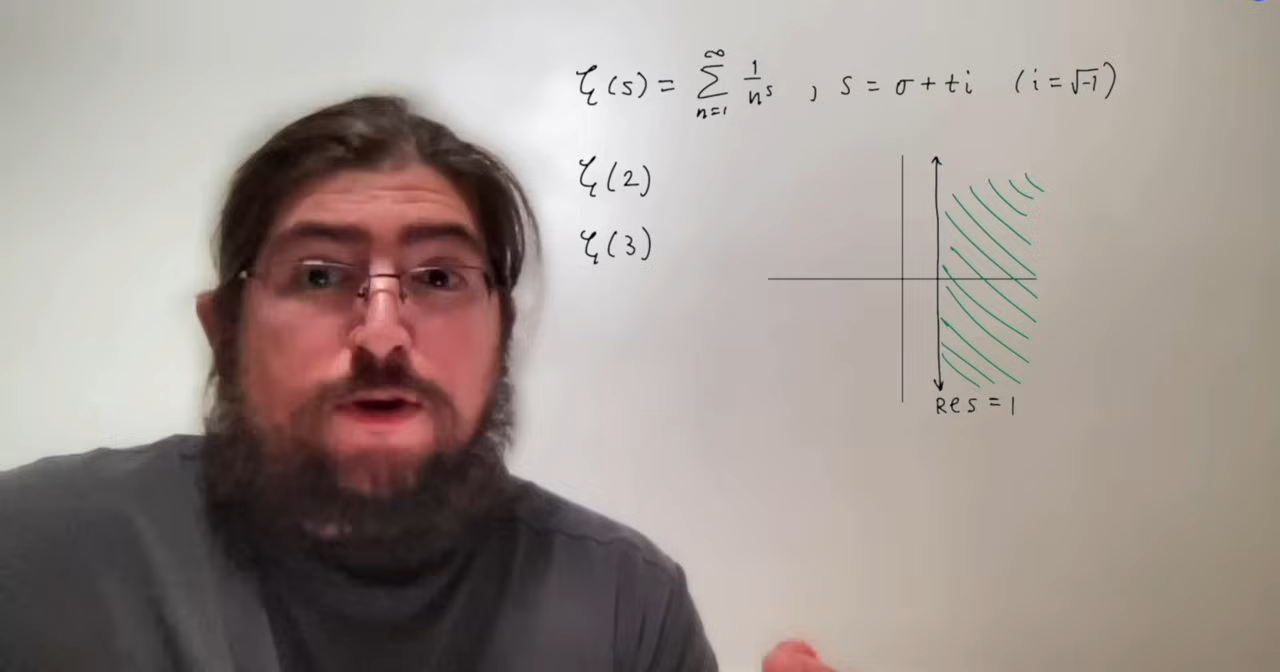 ζ(s) = ∑_{n=1}^{∞} 1/n^s , s = σ + ti (i = √-1)
ζ(2)
ζ(3)
Re s = 1